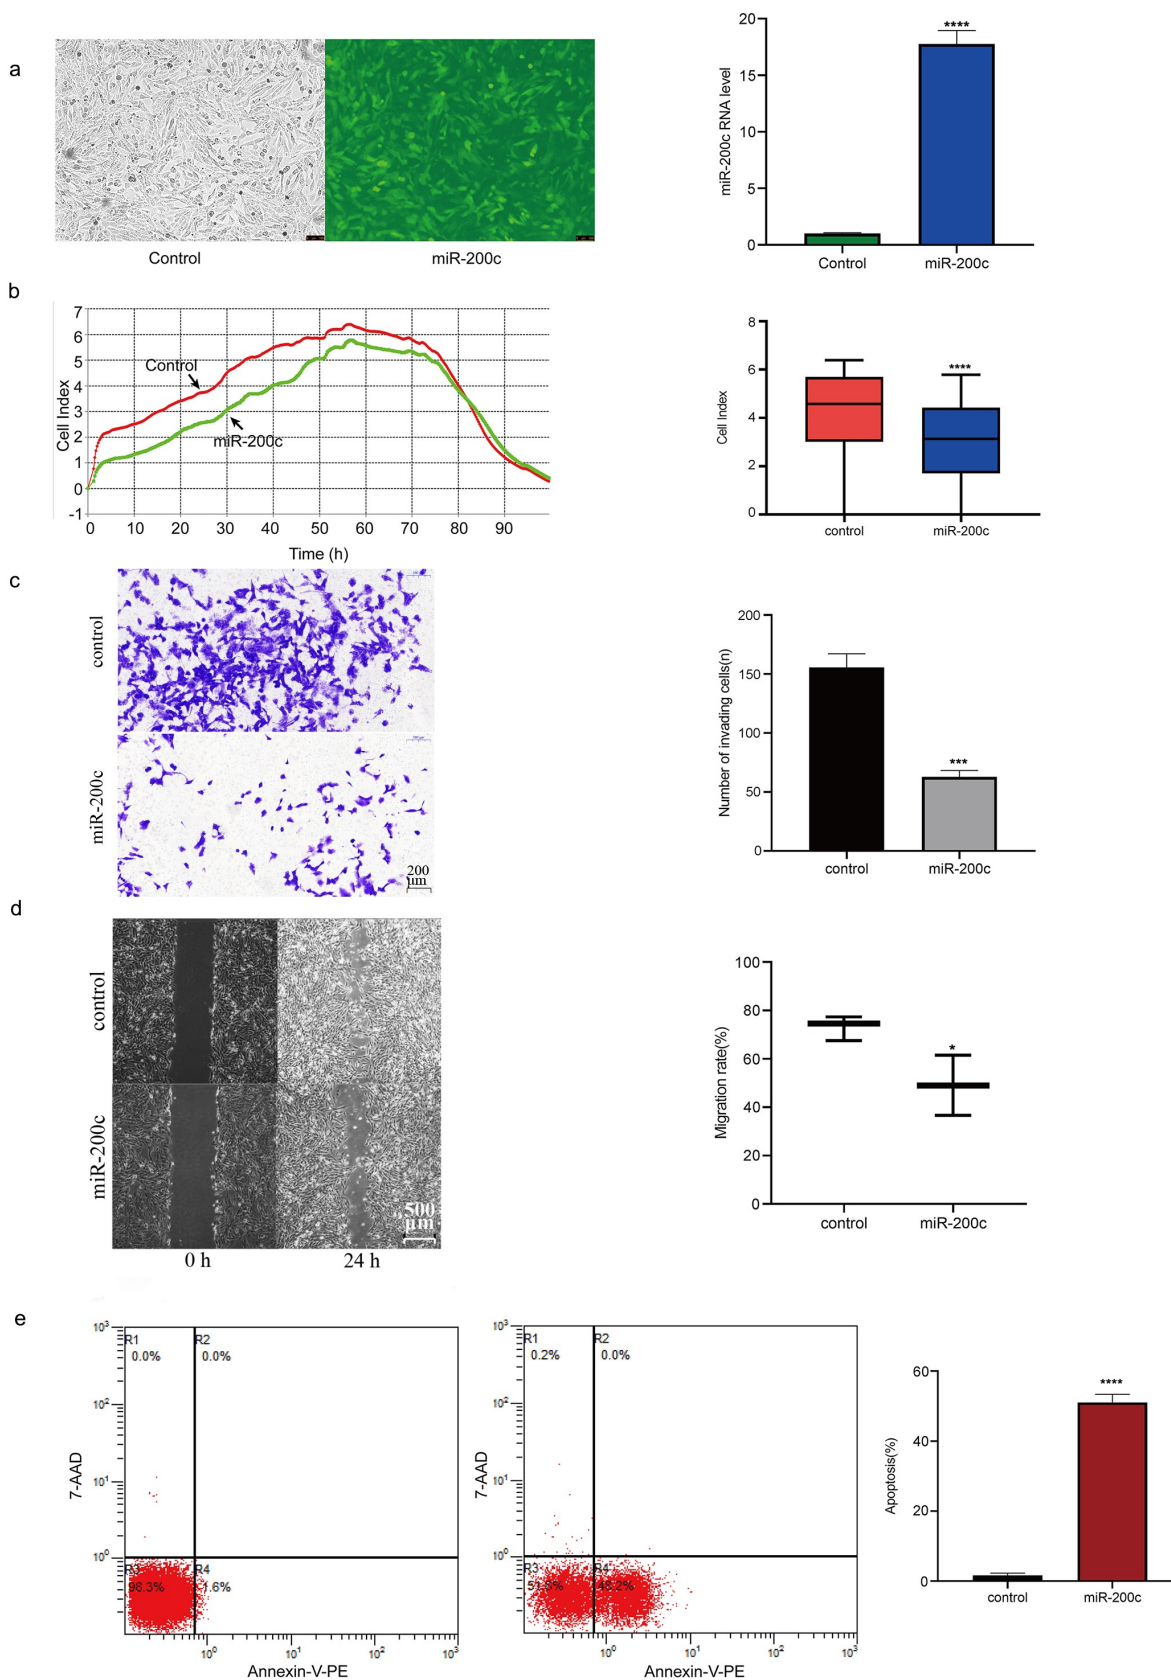 a
Control
miR-200c
miR-200c RNA level
20
15
10
5
0
****
Control
miR-200c
b
Cell Index
7
6
5
4
3
2
1
0
-1
Control
miR-200c
0 10 20 30 40 50 60 70 80 90
Time (h)
Cell Index
8
6
4
2
0
****
control
miR-200c
c
control
miR-200c
200
μm
Number of invading cells(n)
200
150
100
50
0
***
control
miR-200c
d
control
miR-200c
500
μm
0 h
24 h
Migration rate(%)
100
80
60
40
20
0
*
control
miR-200c
e
7-AAD
10³
10²
10¹
10⁰
R1
0.0%
R2
0.0%
R3
98.3%
R4
1.6%
10⁰ 10¹ 10² 10³
Annexin-V-PE
7-AAD
10³
10²
10¹
10⁰
R1
0.2%
R2
0.0%
R3
R4
48.2%
10⁰ 10¹ 10² 10³
Annexin-V-PE
Apoptosis(%)
60
40
20
0
****
control
miR-200c